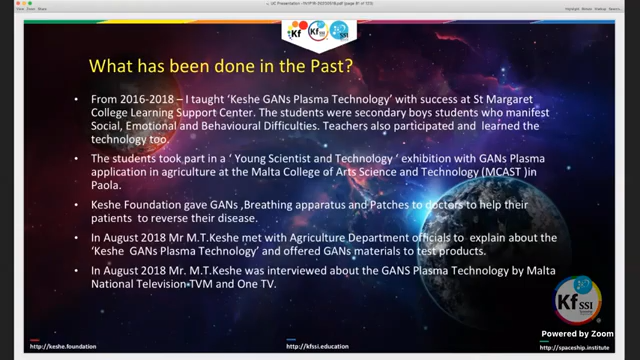 What has been done in the Past?
• From 2016-2018 – I taught 'Keshe GANs Plasma Technology' with success at St Margaret
College Learning Support Center. The students were secondary boys students who manifest
Social, Emotional and Behavioural Difficulties. Teachers also participated and learned the
technology too.
• The students took part in a ' Young Scientist and Technology ' exhibition with GANs Plasma
application in agriculture at the Malta College of Arts Science and Technology (MCAST )in
Paola.
• Keshe Foundation gave GANs ,Breathing apparatus and Patches to doctors to help their
patients to reverse their disease.
• In August 2018 Mr M.T.Keshe met with Agriculture Department officials to explain about the
'Keshe GANs Plasma Technology' and offered GANs materials to test products.
• In August 2018 Mr. M.T.Keshe was interviewed about the GANS Plasma Technology by Malta
National Television-TVM and One TV.
Kf SSI
Powered by Zoom
http://keshe.foundation
http://kfssi.education
http://spaceship.institute